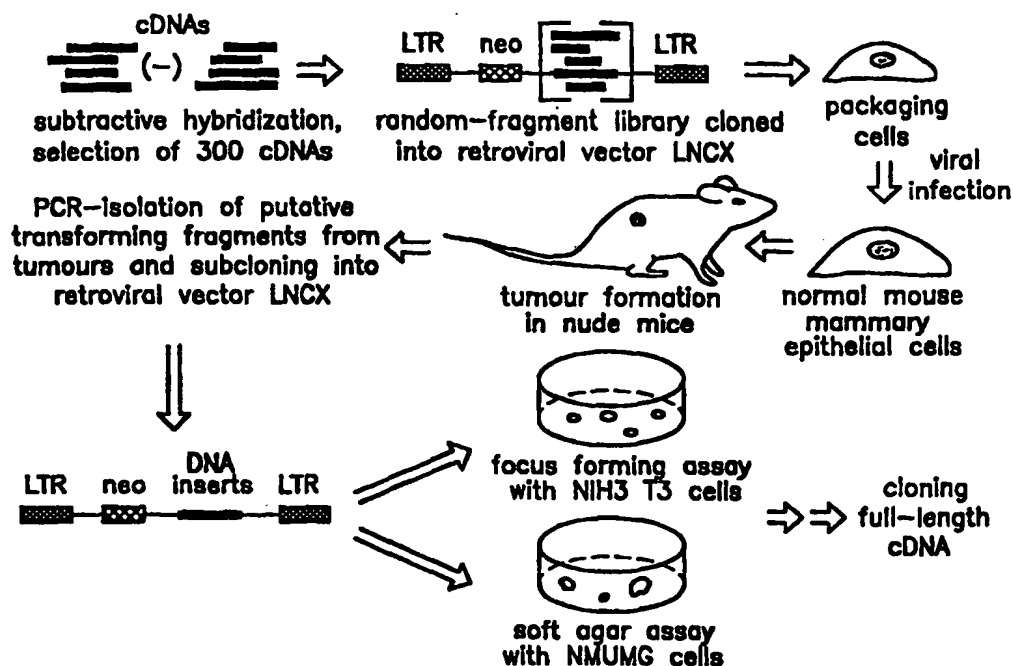 cDNAs
(-)
subtractive hybridization,
selection of 300 cDNAs
LTR neo LTR
random-fragment library cloned
into retroviral vector LNCX
packaging
cells
viral
infection
normal mouse
mammary
epithelial cells
tumour formation
in nude mice
PCR-isolation of putative
transforming fragments from
tumours and subcloning into
retroviral vector LNCX
LTR neo DNA inserts LTR
focus forming assay
with NIH3 T3 cells
soft agar assay
with NMUMG cells
cloning
full-length
cDNA